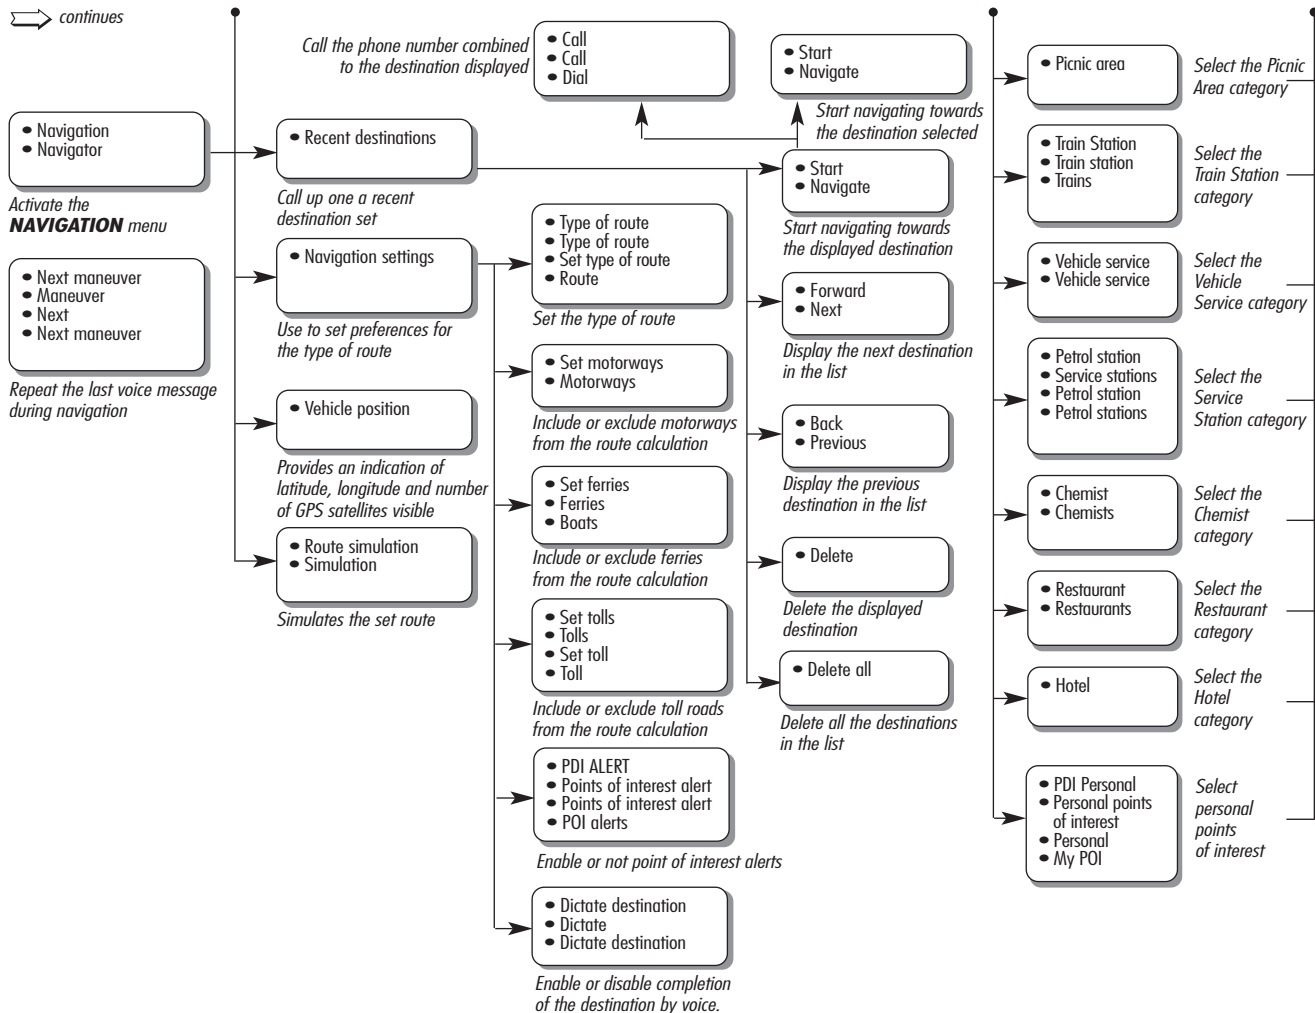 continues
• Navigation
• Navigator
Activate the
NAVIGATION menu
• Next maneuver
• Maneuver
• Next
• Next maneuver
Repeat the last voice message
during navigation
• Recent destinations
Call up one a recent
destination set
• Navigation settings
Use to set preferences for
the type of route
• Vehicle position
Provides an indication of
latitude, longitude and number
of GPS satellites visible
• Route simulation
• Simulation
Simulates the set route
Call the phone number combined
to the destination displayed
• Call
• Call
• Dial
• Type of route
• Type of route
• Set type of route
• Route
Set the type of route
• Set motorways
• Motorways
Include or exclude motorways
from the route calculation
• Set ferries
• Ferries
• Boats
Include or exclude ferries
from the route calculation
• Set tolls
• Tolls
• Set toll
• Toll
Include or exclude toll roads
from the route calculation
• PDI ALERT
• Points of interest alert
• Points of interest alert
• POI alerts
Enable or not point of interest alerts
• Dictate destination
• Dictate
• Dictate destination
Enable or disable completion
of the destination by voice.
• Start
• Navigate
Start navigating towards
the destination selected
• Start
• Navigate
Start navigating towards
the displayed destination
• Forward
• Next
Display the next destination
in the list
• Back
• Previous
Display the previous
destination in the list
• Delete
Delete the displayed
destination
• Delete all
Delete all the destinations
in the list
• Picnic area
Select the Picnic
Area category
• Train Station
• Train station
• Trains
Select the
Train Station
category
• Vehicle service
• Vehicle service
Select the
Vehicle
Service category
• Petrol station
• Service stations
• Petrol station
• Petrol stations
Select the
Service
Station category
• Chemist
• Chemists
Select the
Chemist
category
• Restaurant
• Restaurants
Select the
Restaurant
category
• Hotel
Select the
Hotel
category
• PDI Personal
• Personal points
of interest
• Personal
• My POI
Select
personal
points
of interest